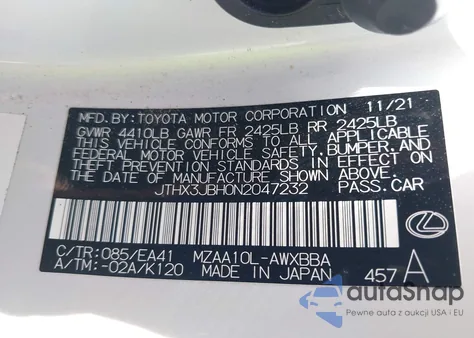 MFD. BY: TOYOTA MOTOR CORPORATION 11/21
GVWR 4410LB GAWR FR 2425LB RR 2425LB
THIS VEHICLE CONFORMS TO ALL APPLICABLE
FEDERAL MOTOR VEHICLE SAFETY, BUMPER, AND
THEFT PREVENTION STANDARDS IN EFFECT ON
THE DATE OF MANUFACTURE SHOWN ABOVE.
JTHX3JBH0N2047232 PASS.CAR
C/TR: 085/EA41 MZAA10L-AWXBBA
A/TM: -02A/K120 MADE IN JAPAN 457 A
autoSnap
Pewne auta z aukcji z USA i EU